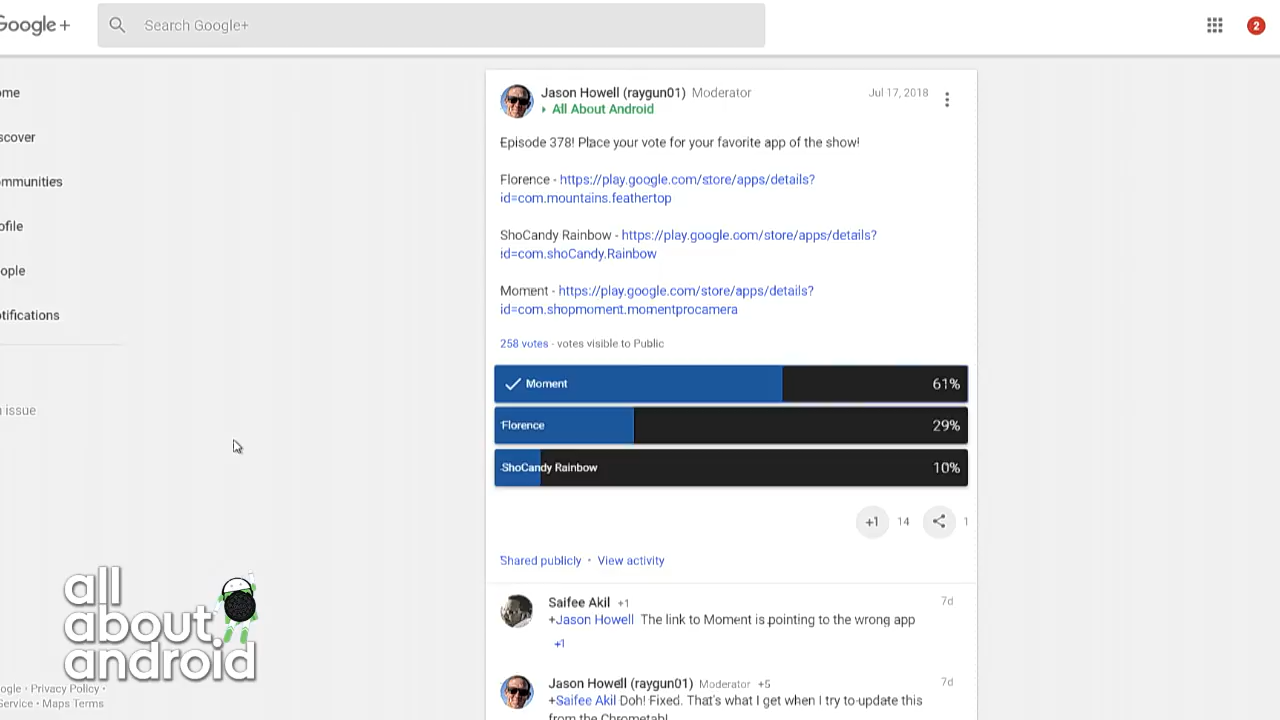 Google+
Search Google+
2
ome
scover
mmunities
ofile
ople
tifications
n issue
Jason Howell (raygun01) Moderator
Jul 17, 2018
All About Android
Episode 378! Place your vote for your favorite app of the show!
Florence - https://play.google.com/store/apps/details?
id=com.mountains.feathertop
ShoCandy Rainbow - https://play.google.com/store/apps/details?
id=com.shoCandy.Rainbow
Moment - https://play.google.com/store/apps/details?
id=com.shopmoment.momentprocamera
258 votes - votes visible to Public
Moment 61%
Florence 29%
ShoCandy Rainbow 10%
+1 14 1
Shared publicly • View activity
Saifee Akil +1 7d
+Jason Howell The link to Moment is pointing to the wrong app
+1
Jason Howell (raygun01) Moderator +5 7d
+Saifee Akil Doh! Fixed. That's what I get when I try to update this
from the Chrometab!
all
about
android
ogle • Privacy Policy •
Service • Maps Terms